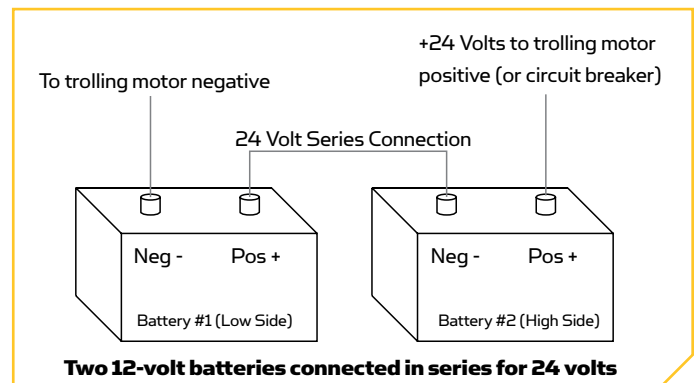 +24 Volts to trolling motor
positive (or circuit breaker)
To trolling motor negative
24 Volt Series Connection
Neg - Pos +
Neg - Pos +
Battery #1 (Low Side)
Battery #2 (High Side)
Two 12-volt batteries connected in series for 24 volts